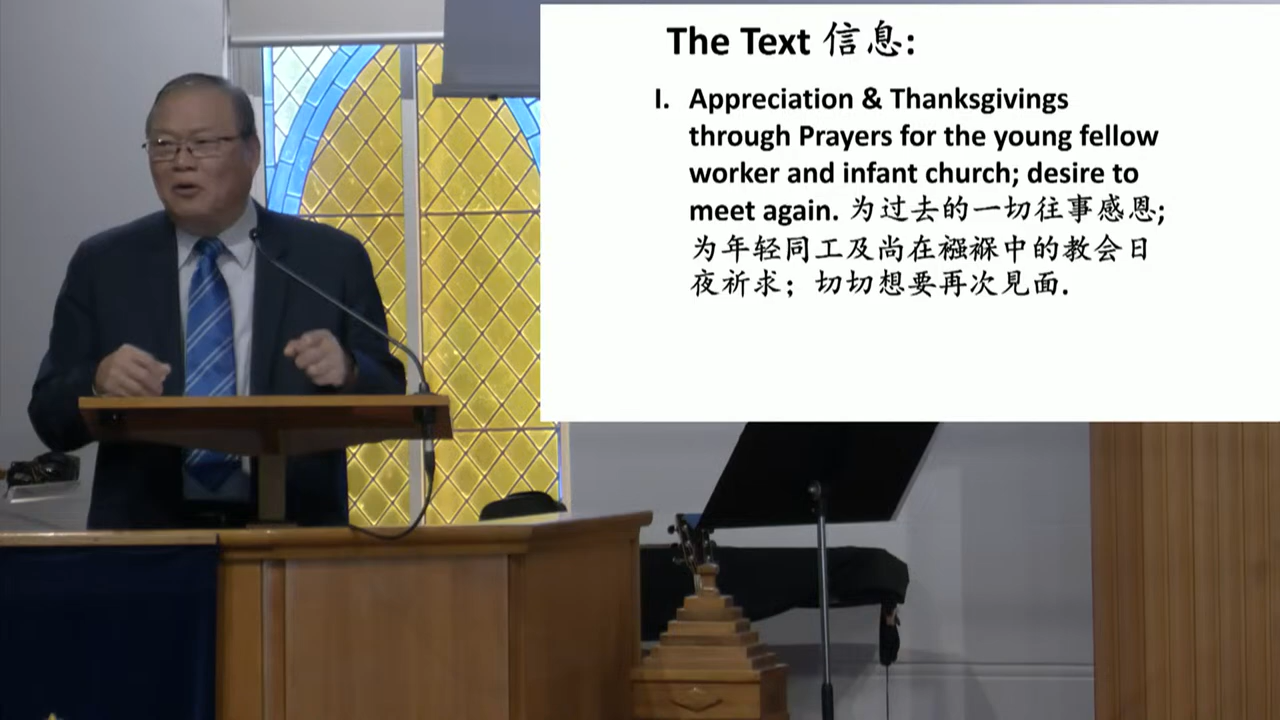 The Text 信息:
I. Appreciation & Thanksgivings
through Prayers for the young fellow
worker and infant church; desire to
meet again. 为过去的一切往事感恩;
为年轻同工及尚在襁褓中的教会日
夜祈求；切切想要再次見面.